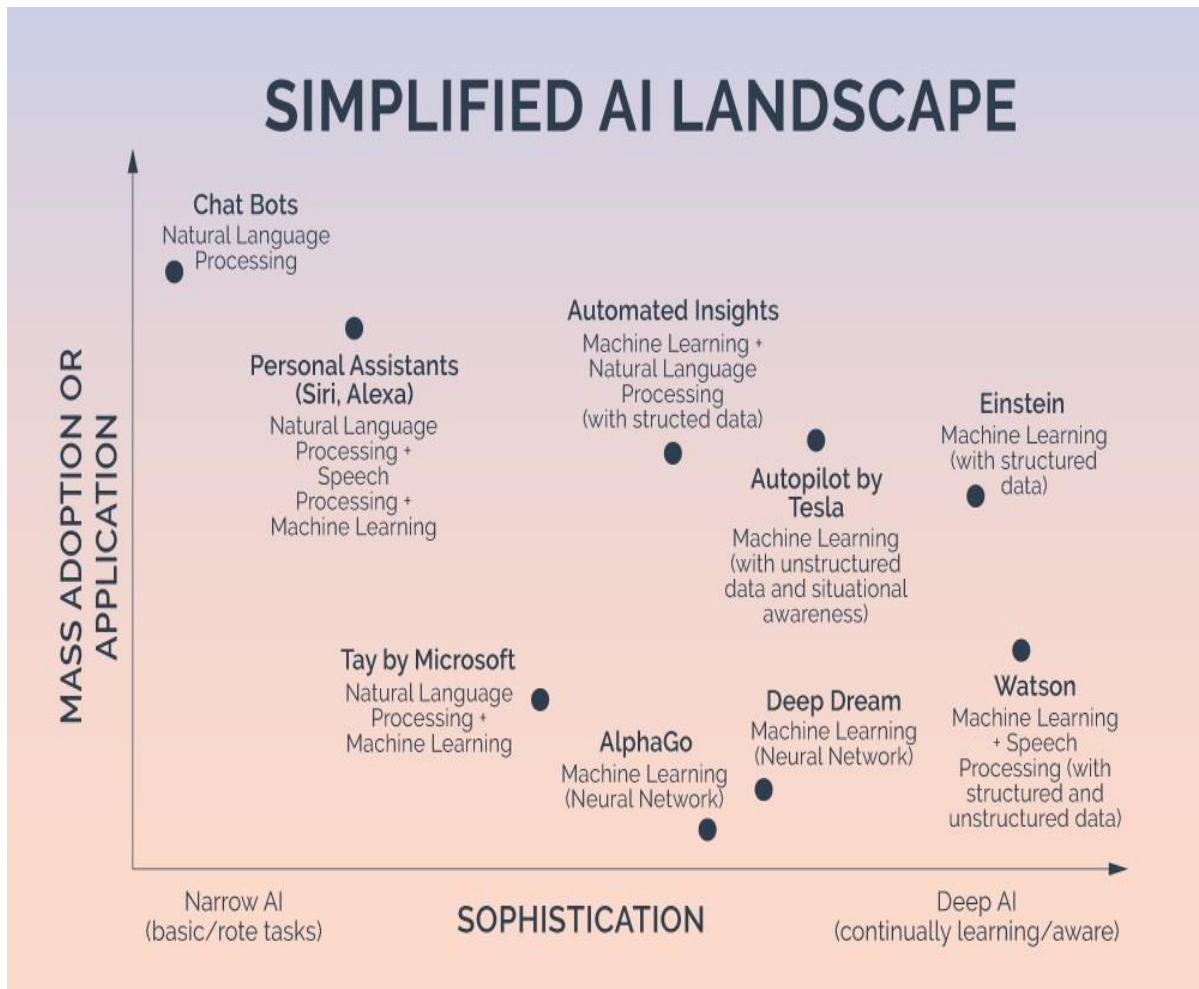 SIMPLIFIED AI LANDSCAPE
MASS ADOPTION OR
APPLICATION
Chat Bots
Natural Language
Processing
Personal Assistants
(Siri, Alexa)
Natural Language
Processing +
Speech
Processing +
Machine Learning
Automated Insights
Machine Learning +
Natural Language
Processing
(with structed data)
Autopilot by
Tesla
Machine Learning
(with unstructured
data and situational
awareness)
Einstein
Machine Learning
(with structured
data)
Tay by Microsoft
Natural Language
Processing +
Machine Learning
AlphaGo
Machine Learning
(Neural Network)
Deep Dream
Machine Learning
(Neural Network)
Watson
Machine Learning
+ Speech
Processing (with
structured and
unstructured data)
Narrow AI
(basic/rote tasks)
SOPHISTICATION
Deep AI
(continually learning/aware)